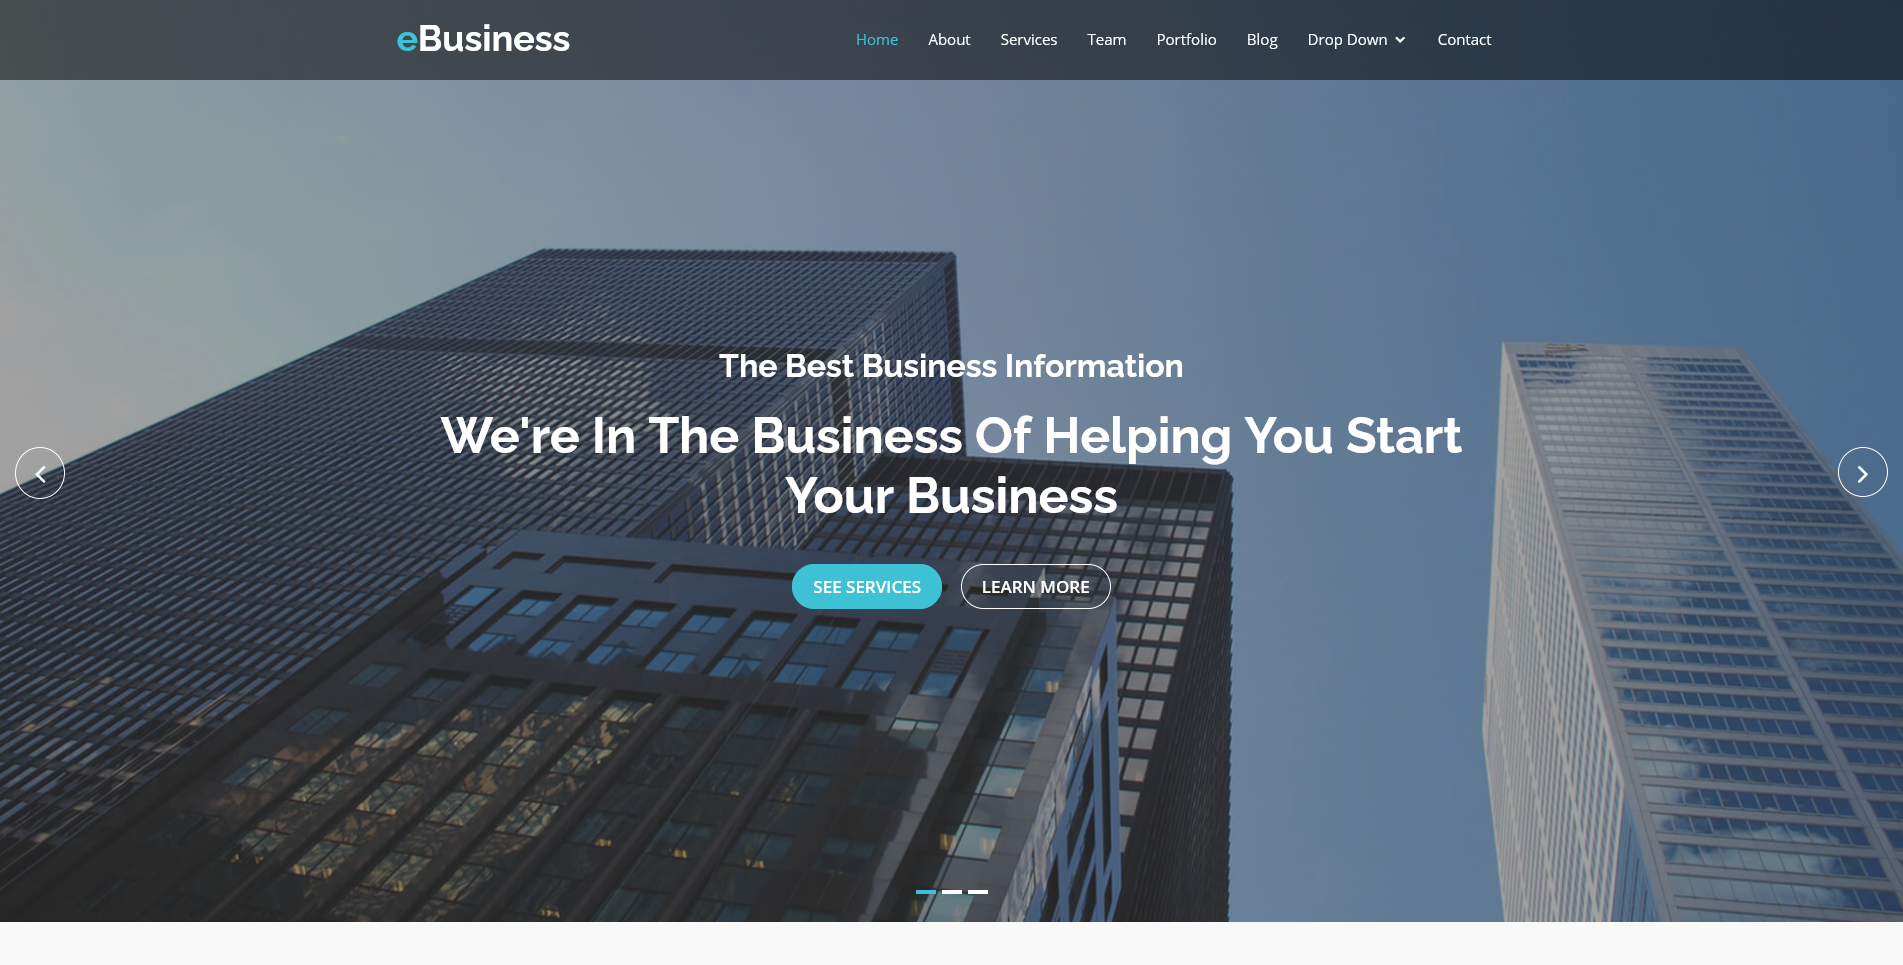 eBusiness
Home About Services Team Portfolio Blog Drop Down Contact
The Best Business Information
We're In The Business Of Helping You Start
Your Business
SEE SERVICES LEARN MORE